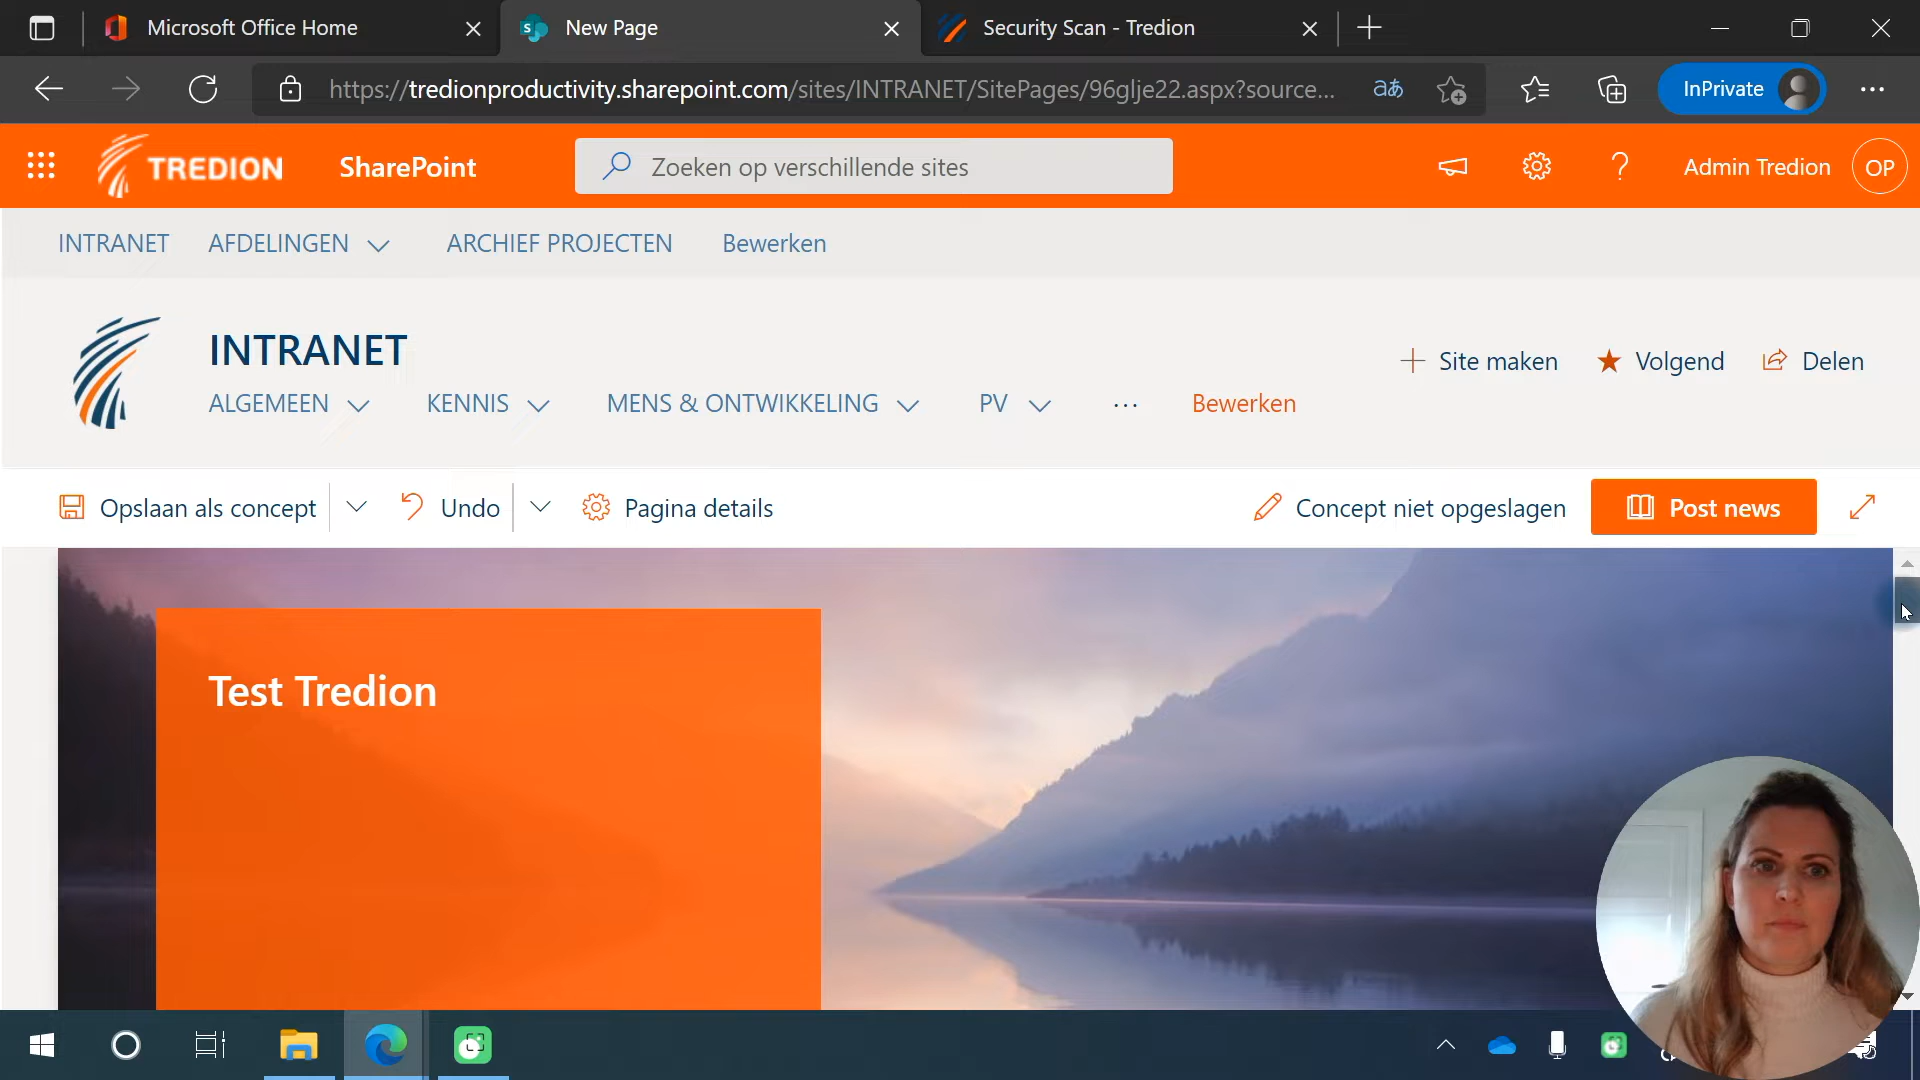 Microsoft Office Home
New Page
Security Scan - Tredion
https://tredionproductivity.sharepoint.com/sites/INTRANET/SitePages/96glje22.aspx?source...
aあ
InPrivate
TREDION
SharePoint
Zoeken op verschillende sites
Admin Tredion
OP
INTRANET
AFDELINGEN
ARCHIEF PROJECTEN
Bewerken
INTRANET
Site maken
Volgend
Delen
ALGEMEEN
KENNIS
MENS & ONTWIKKELING
PV
...
Bewerken
Opslaan als concept
Undo
Pagina details
Concept niet opgeslagen
Post news
Test Tredion